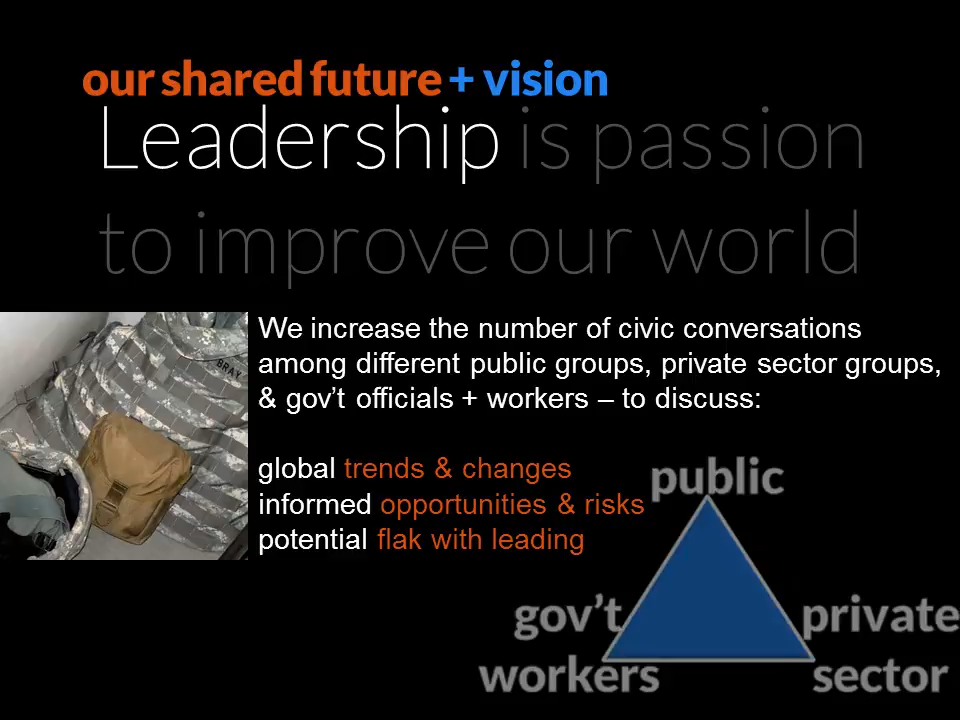 our shared future + vision
Leadership is passion
to improve our world
BRAY
We increase the number of civic conversations
among different public groups, private sector groups,
& gov’t officials + workers – to discuss:
global trends & changes
informed opportunities & risks
potential flak with leading
public
gov’t
workers
private
sector